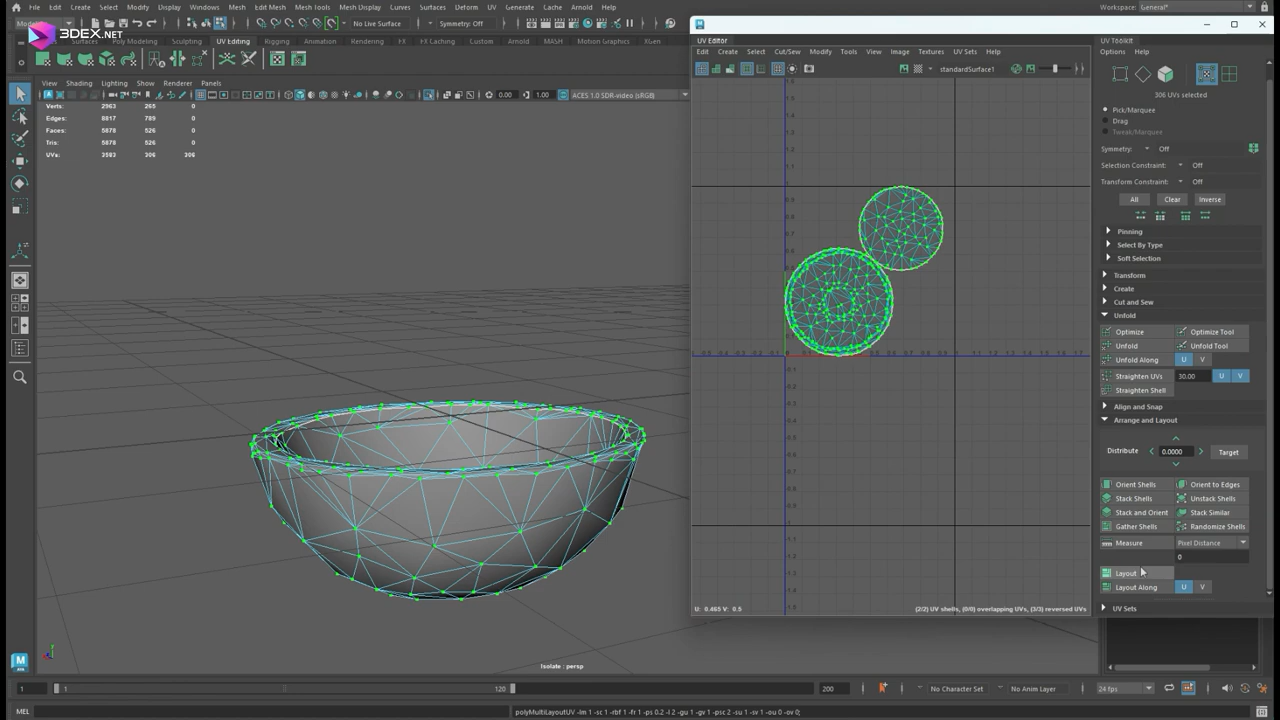 File Edit Create Select Modify Display Windows Mesh Edit Mesh Mesh Tools Mesh Display Curves Surfaces Deform UV Generate Cache Arnold Help
Workspace: General*
3DEX.NET
No Live Surface
Symmetry: Off
Poly Modeling Sculpting UV Editing Rigging Animation Rendering FX FX Caching Custom Arnold MASH Motion Graphics XGen
View Shading Lighting Show Renderer Panels
0.00 1.00 ACES 1.0 SDR-video (sRGB)
Verts: 2963 265 0
Edges: 8817 789 0
Faces: 5878 526 0
Tris: 5878 526 0
UVs: 3583 306 306
Isolate : persp
UV Editor
Edit Create Select Cut/Sew Modify Tools View Image Textures UV Sets Help
standardSurface1
U: 0.465 V: 0.5
(2/2) UV shells, (0/0) overlapping UVs, (3/3) reversed UVs
UV Toolkit
Options Help
306 UVs selected
Pick/Marquee
Drag
Tweak/Marquee
Symmetry: Off
Selection Constraint: Off
Transform Constraint: Off
All Clear Inverse
Pinning
Select By Type
Soft Selection
Transform
Create
Cut and Sew
Unfold
Optimize Optimize Tool
Unfold Unfold Tool
Unfold Along U V
Straighten UVs 30.00 U V
Straighten Shell
Align and Snap
Arrange and Layout
Distribute 0.0000 Target
Orient Shells Orient to Edges
Stack Shells Unstack Shells
Stack and Orient Stack Similar
Gather Shells Randomize Shells
Measure Pixel Distance
0
Layout
Layout Along U V
UV Sets
1 1 120 200 No Character Set No Anim Layer 24 fps
MEL polyMultiLayoutUV -lm 1 -sc 1 -rbf 1 -fr 1 -ps 0.2 -l 2 -gu 1 -gv 1 -psc 2 -su 1 -sv 1 -ou 0 -ov 0;